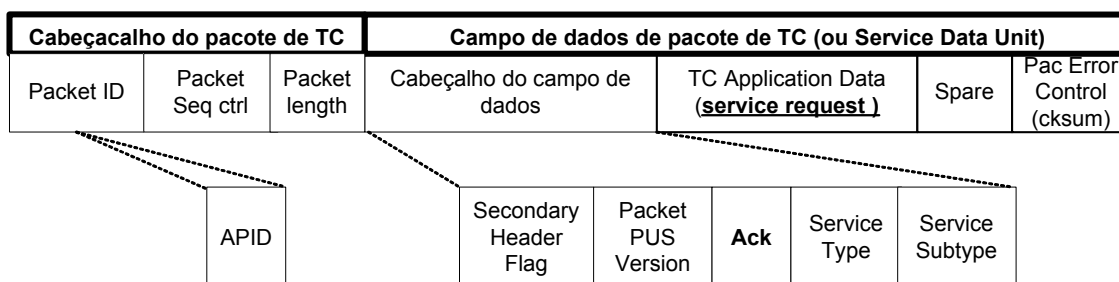 Cabeçacalho do pacote de TC
Campo de dados de pacote de TC (ou Service Data Unit)
Packet ID
Packet
Seq ctrl
Packet
length
Cabeçalho do campo de
dados
TC Application Data
(service request )
Spare
Pac Error
Control
(cksum)
APID
Secondary
Header
Flag
Packet
PUS
Version
Ack
Service
Type
Service
Subtype